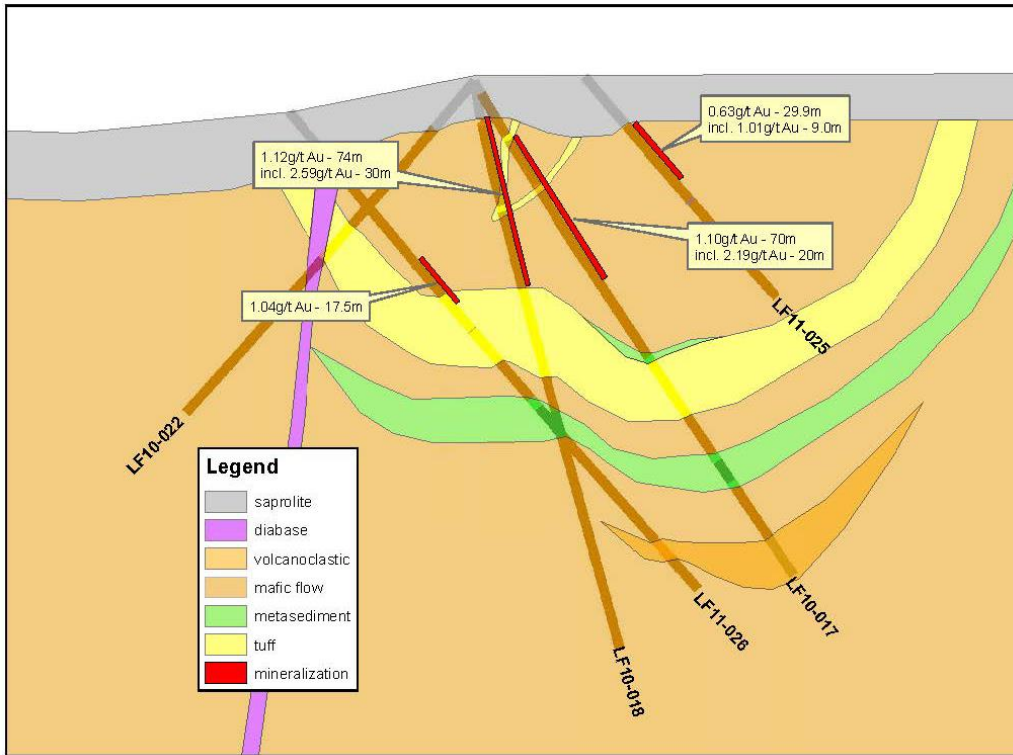 0.63g/t Au - 29.9m
incl. 1.01g/t Au - 9.0m
1.12g/t Au - 74m
incl. 2.59g/t Au - 30m
1.10g/t Au - 70m
incl. 2.19g/t Au - 20m
1.04g/t Au - 17.5m
LF11-025
LF10-022
LF10-017
LF11-026
LF10-018
Legend
saprolite
diabase
volcanoclastic
mafic flow
metasediment
tuff
mineralization